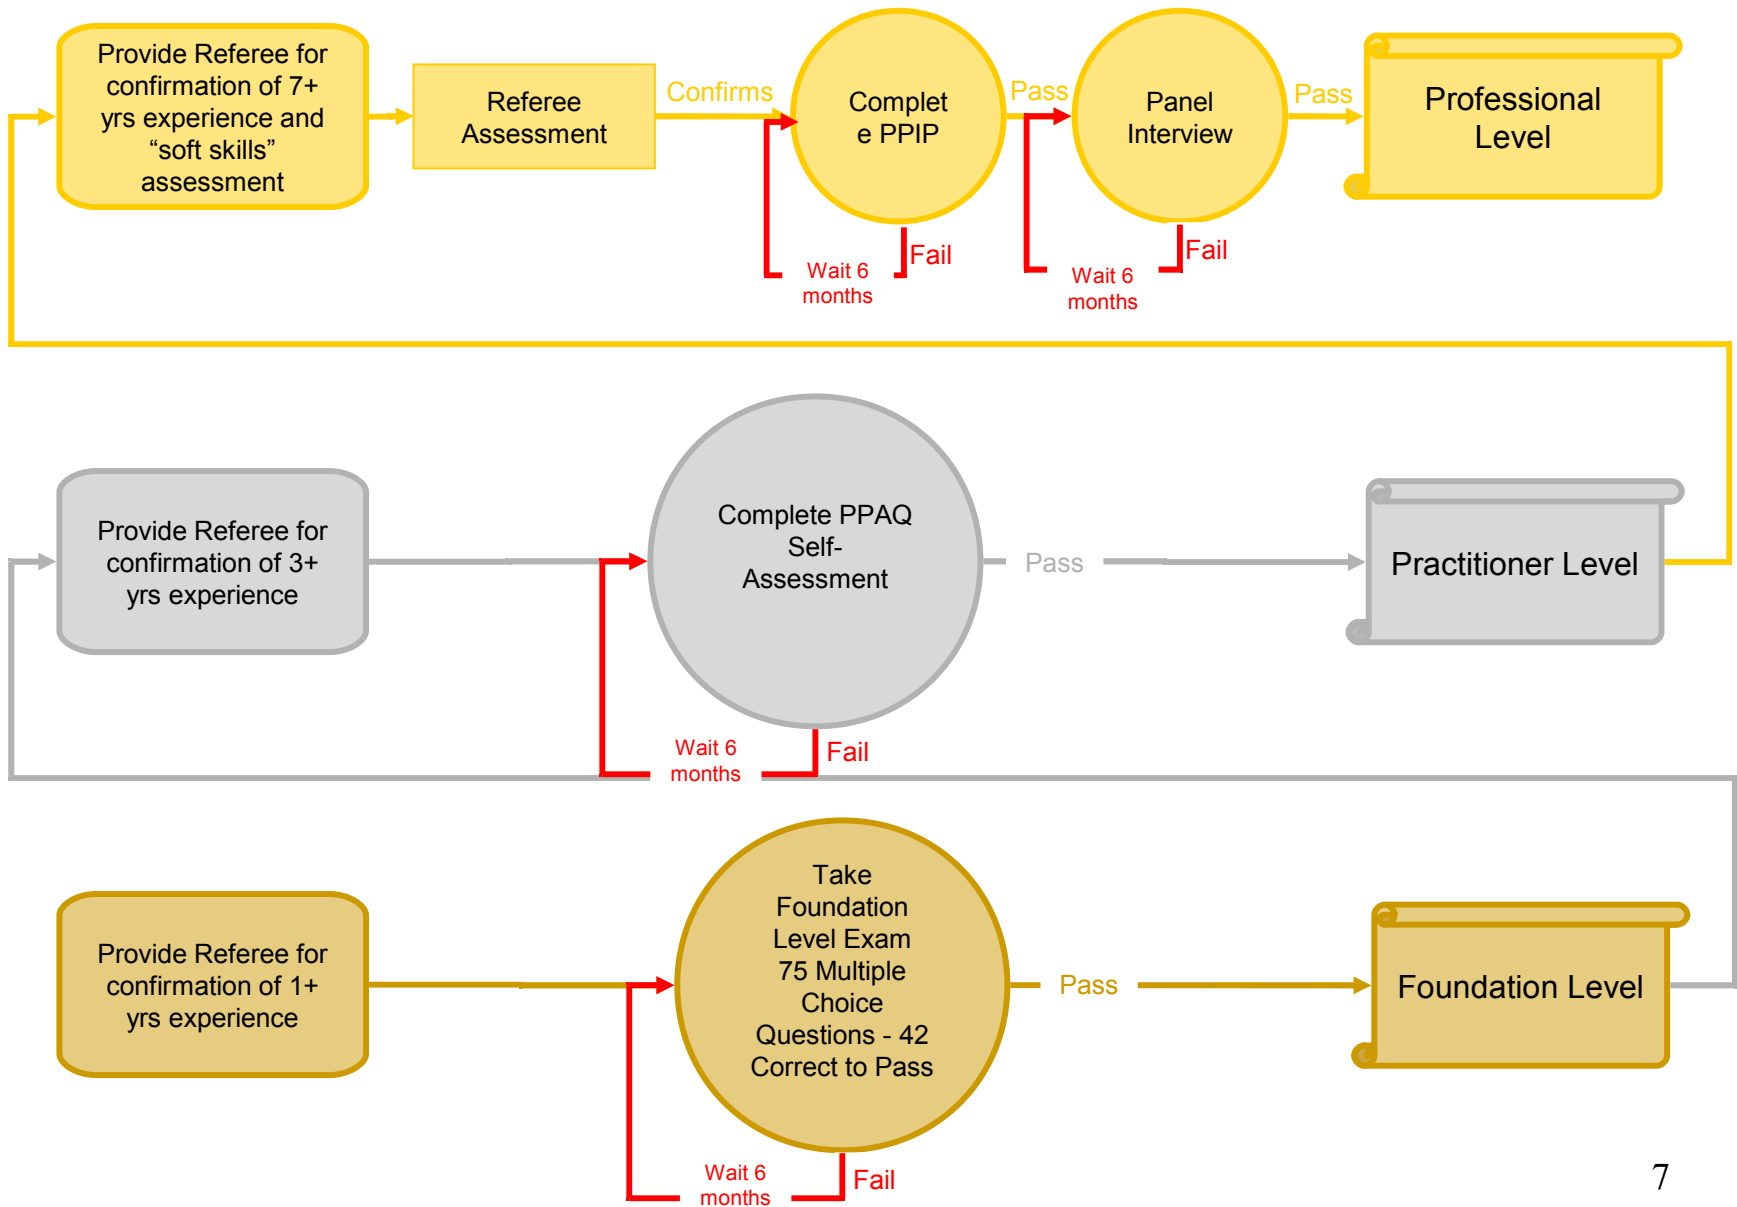 Provide Referee for
confirmation of 7+
yrs experience and
“soft skills”
assessment
Referee
Assessment
Confirms
Complet
e PPIP
Pass
Panel
Interview
Pass
Professional
Level
Fail
Wait 6
months
Fail
Wait 6
months
Provide Referee for
confirmation of 3+
yrs experience
Complete PPAQ
Self-
Assessment
Pass
Practitioner Level
Fail
Wait 6
months
Provide Referee for
confirmation of 1+
yrs experience
Take
Foundation
Level Exam
75 Multiple
Choice
Questions - 42
Correct to Pass
Pass
Foundation Level
Fail
Wait 6
months
7